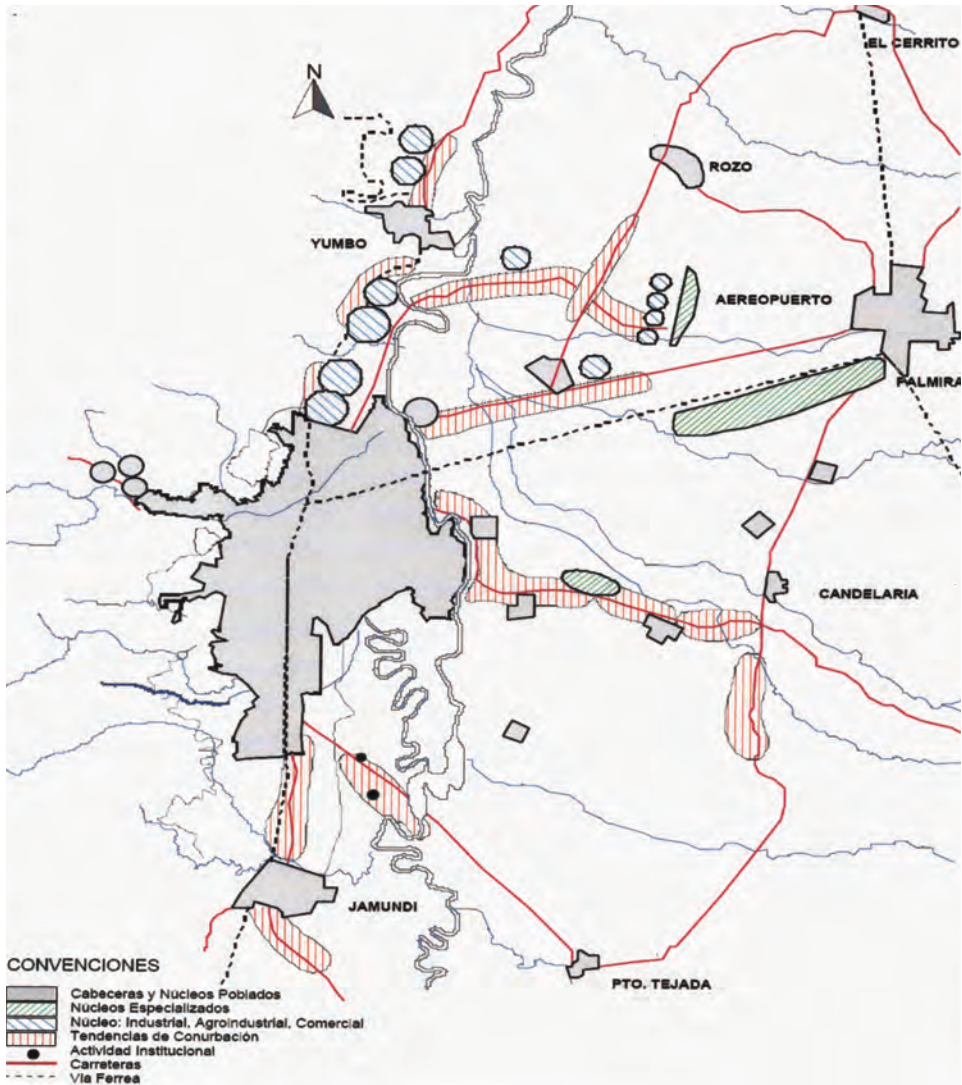 EL CERRITO
N
ROZO
YUMBO
AEREOPUERTO
PALMIRA
CANDELARIA
JAMUNDI
PTO. TEJADA
CONVENCIONES
Cabeceras y Núcleos Poblados
Núcleos Especializados
Núcleo: Industrial, Agroindustrial, Comercial
Tendencias de Conurbación
Actividad Institucional
Carreteras
Via Ferrea